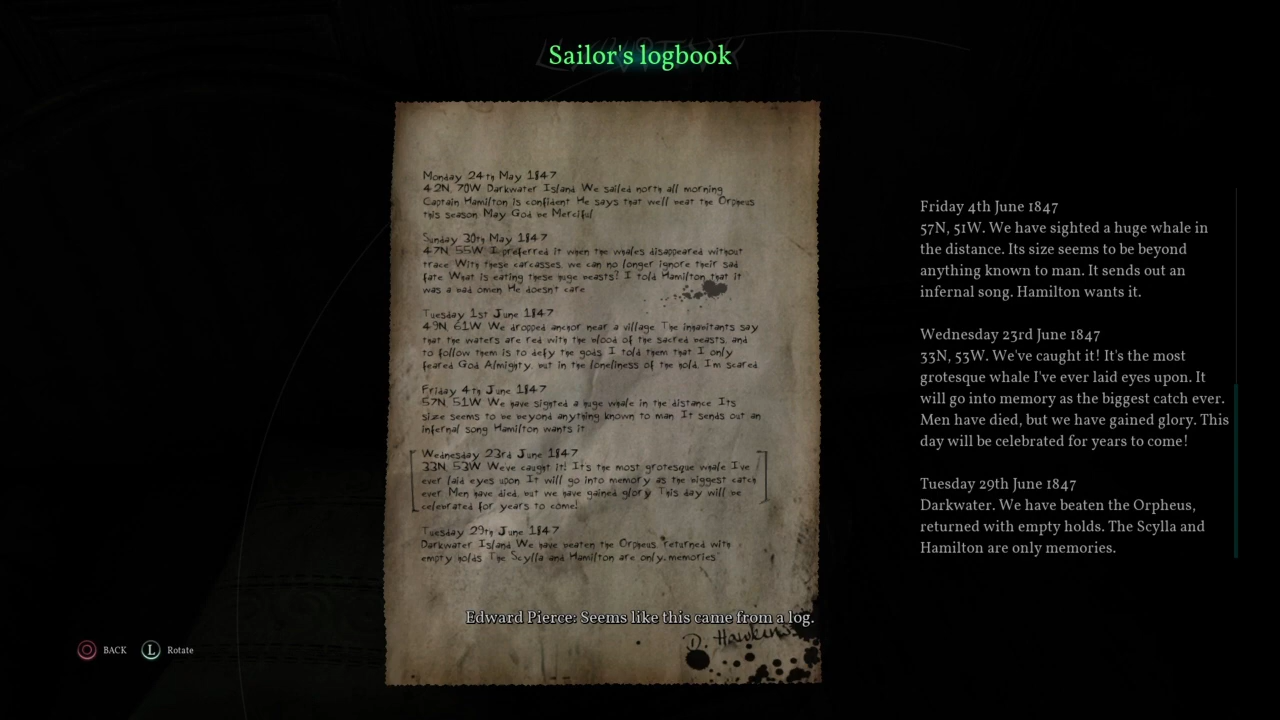 Sailor's logbook
Monday 24th May 1847
42N, 70W Darkwater Island We sailed north all morning
Captain Hamilton is confident He says that well beat the Orpheus
this season May God be Merciful
Sunday 30th May 1847
47N 55W I preferred it when the whales disappeared without
trace With these carcasses, we can no longer ignore their sad
fate What is eating these huge beasts? I told Hamilton that it
was a bad omen He doesnt care
Tuesday 1st June 1847
49N 61W We dropped anchor near a village The inhabitants say
that the waters are red with the blood of the sacred beasts, and
to follow them is to defy the gods I told them that I only
feared God Almighty, but in the loneliness of the hold, Im scared
Friday 4th June 1847
57N 51W We have sighted a huge whale in the distance Its
size seems to be beyond anything known to man It sends out an
infernal song Hamilton wants it
Wednesday 23rd June 1847
33N, 53W Weve caught it! Its the most grotesque whale Ive
ever laid eyes upon It will go into memory as the biggest catch
ever Men have died, but we have gained glory This day will be
celebrated for years to come!
Tuesday 29th June 1847
Darkwater Island We have beaten the Orpheus, returned with
empty holds The Scylla and Hamilton are only memories
D. Hawkins
Edward Pierce: Seems like this came from a log.
Friday 4th June 1847
57N, 51W. We have sighted a huge whale in
the distance. Its size seems to be beyond
anything known to man. It sends out an
infernal song. Hamilton wants it.
Wednesday 23rd June 1847
33N, 53W. We've caught it! It's the most
grotesque whale I've ever laid eyes upon. It
will go into memory as the biggest catch ever.
Men have died, but we have gained glory. This
day will be celebrated for years to come!
Tuesday 29th June 1847
Darkwater. We have beaten the Orpheus,
returned with empty holds. The Scylla and
Hamilton are only memories.
BACK
L Rotate